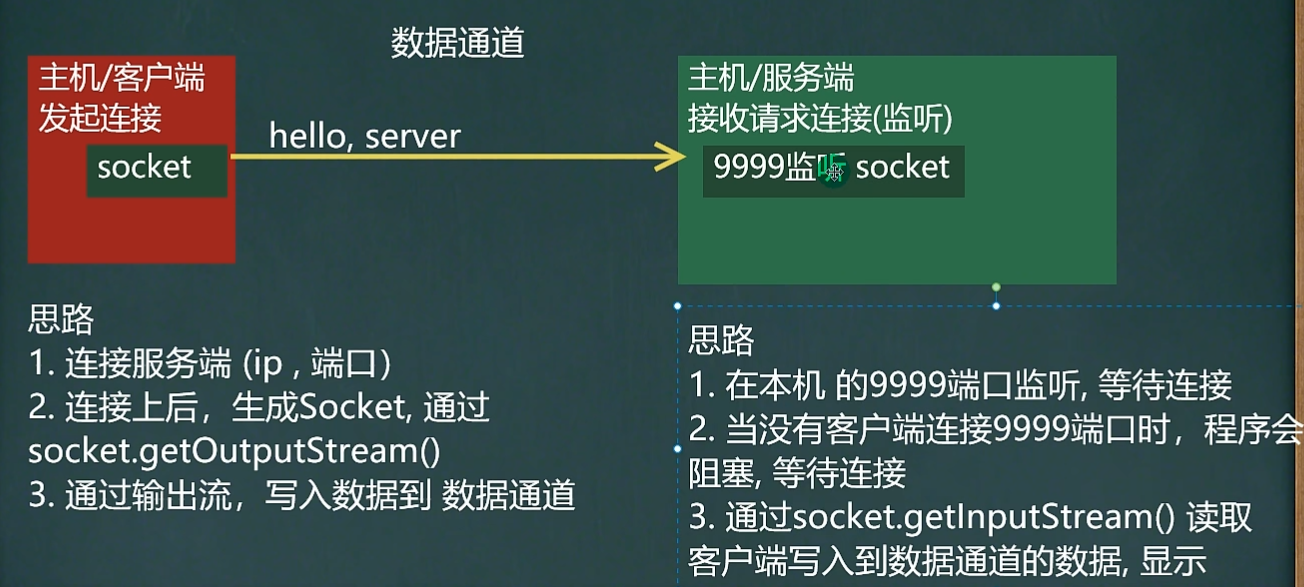 数据通道
主机/客户端
发起连接
socket
hello, server
主机/服务端
接收请求连接(监听)
9999监听 socket
思路
1. 连接服务端 (ip , 端口）
2. 连接上后，生成Socket, 通过
socket.getOutputStream()
3. 通过输出流，写入数据到 数据通道
思路
1. 在本机 的9999端口监听, 等待连接
2. 当没有客户端连接9999端口时，程序会
阻塞, 等待连接
3. 通过socket.getInputStream() 读取
客户端写入到数据通道的数据, 显示